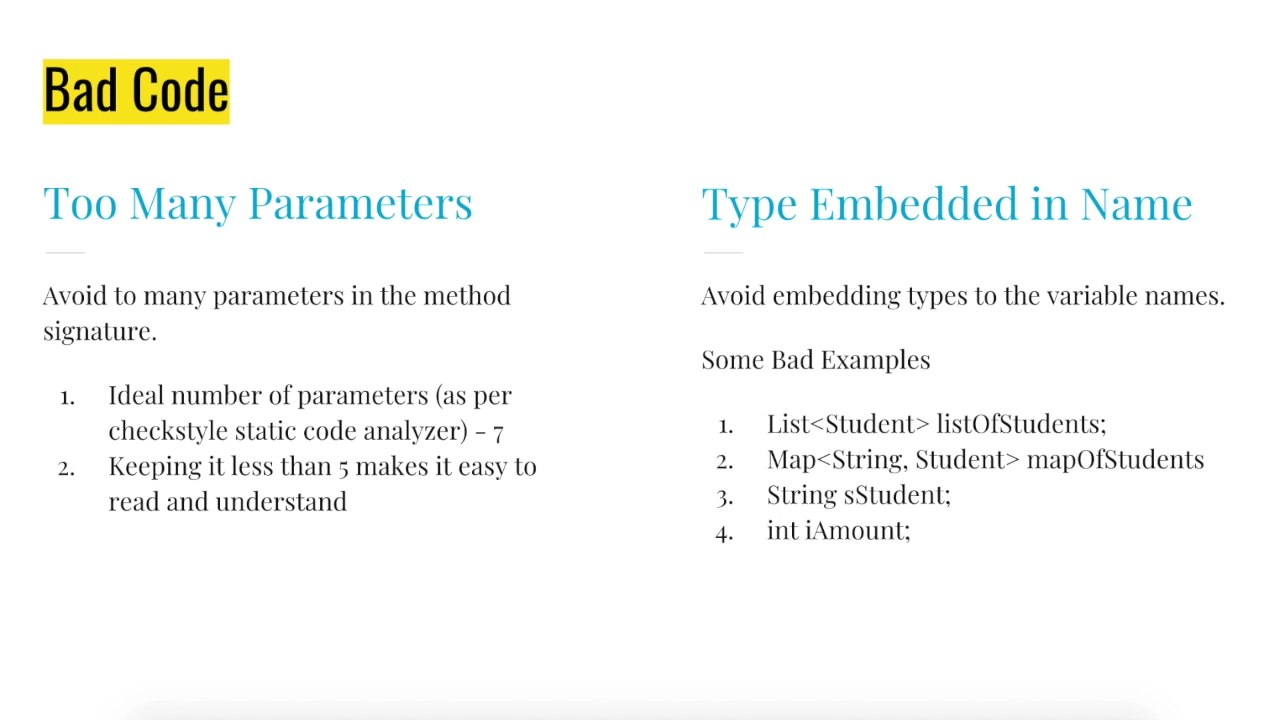 Bad Code
Too Many Parameters
Avoid to many parameters in the method
signature.
1. Ideal number of parameters (as per
checkstyle static code analyzer) - 7
2. Keeping it less than 5 makes it easy to
read and understand
Type Embedded in Name
Avoid embedding types to the variable names.
Some Bad Examples
1. List<Student> listOfStudents;
2. Map<String, Student> mapOfStudents
3. String sStudent;
4. int iAmount;